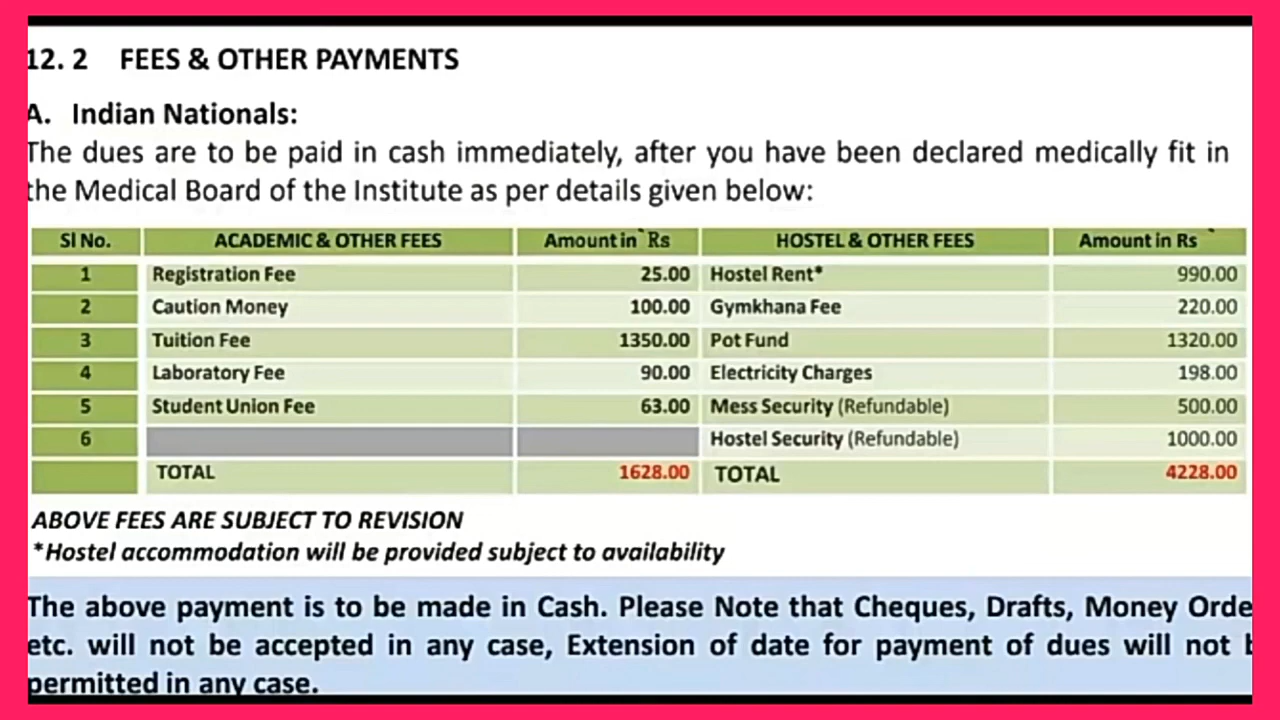 12. 2 FEES & OTHER PAYMENTS
A. Indian Nationals:
The dues are to be paid in cash immediately, after you have been declared medically fit in
the Medical Board of the Institute as per details given below:
Sl No. ACADEMIC & OTHER FEES Amount in ` Rs HOSTEL & OTHER FEES Amount in Rs `
1 Registration Fee 25.00 Hostel Rent* 990.00
2 Caution Money 100.00 Gymkhana Fee 220.00
3 Tuition Fee 1350.00 Pot Fund 1320.00
4 Laboratory Fee 90.00 Electricity Charges 198.00
5 Student Union Fee 63.00 Mess Security (Refundable) 500.00
6 Hostel Security (Refundable) 1000.00
TOTAL 1628.00 TOTAL 4228.00
ABOVE FEES ARE SUBJECT TO REVISION
*Hostel accommodation will be provided subject to availability
The above payment is to be made in Cash. Please Note that Cheques, Drafts, Money Orde
etc. will not be accepted in any case, Extension of date for payment of dues will not b
permitted in any case.